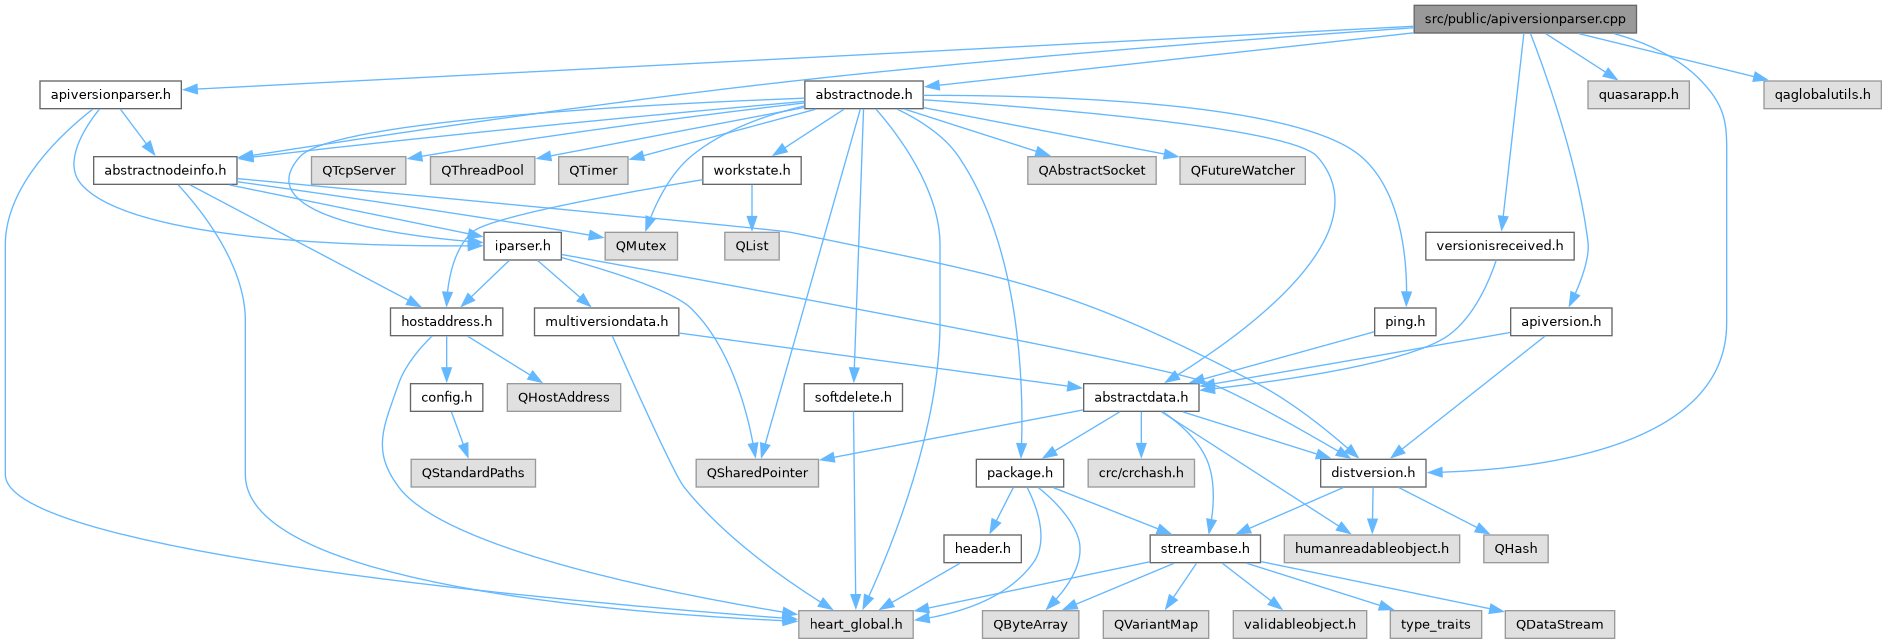 src/public/apiversionparser.cpp
apiversionparser.h
abstractnode.h
quasarapp.h
qaglobalutils.h
abstractnodeinfo.h
QTcpServer
QThreadPool
QTimer
workstate.h
QAbstractSocket
QFutureWatcher
iparser.h
QMutex
QList
versionisreceived.h
hostaddress.h
multiversiondata.h
ping.h
apiversion.h
config.h
QHostAddress
softdelete.h
abstractdata.h
QStandardPaths
QSharedPointer
package.h
crc/crchash.h
distversion.h
header.h
streambase.h
humanreadableobject.h
QHash
heart_global.h
QByteArray
QVariantMap
validableobject.h
type_traits
QDataStream